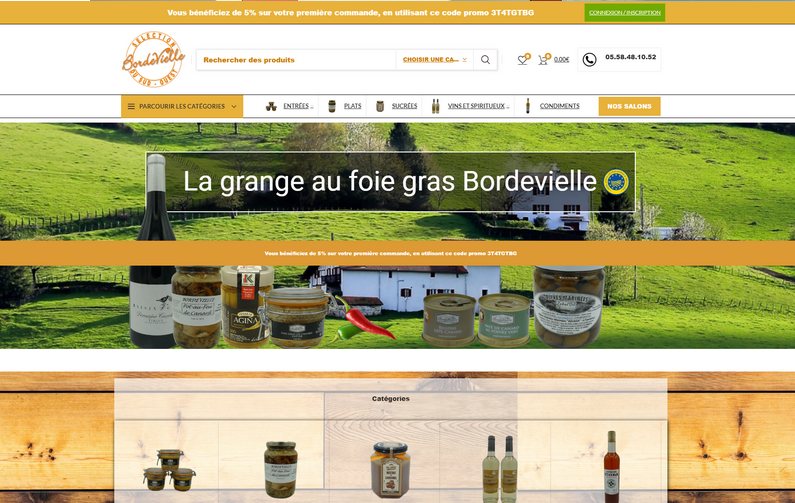 Vous bénéficiez de 5% sur votre première commande, en utilisant ce code promo 3T4TGTBG
CONNEXION / INSCRIPTION
SELECTION
Bordevielle
DU SUD - OUEST
Rechercher des produits
CHOISIR UNE CA...
0
0
0.00€
05.58.48.10.52
PARCOURIR LES CATÉGORIES
ENTRÉES
PLATS
SUCRÉES
VINS ET SPIRITUEUX
CONDIMENTS
NOS SALONS
La grange au foie gras Bordevielle
Vous bénéficiez de 5% sur votre première commande, en utilisant ce code promo 3T4TGTBG
BORDEVIELLE
AGINA
Catégories